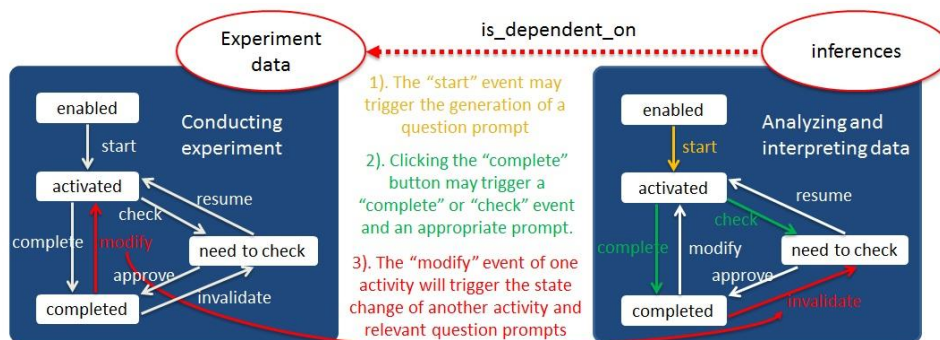 is_dependent_on
Experiment
data
inferences
enabled
start
Conducting
experiment
activated
resume
check
complete
modify
need to check
approve
invalidate
completed
1). The “start” event may
trigger the generation of a
question prompt
2). Clicking the “complete”
button may trigger a
“complete” or “check” event
and an appropriate prompt.
3). The “modify” event of one
activity will trigger the state
change of another activity and
relevant question prompts
enabled
start
Analyzing and
interpreting data
activated
resume
check
complete
modify
need to check
approve
invalidate
completed